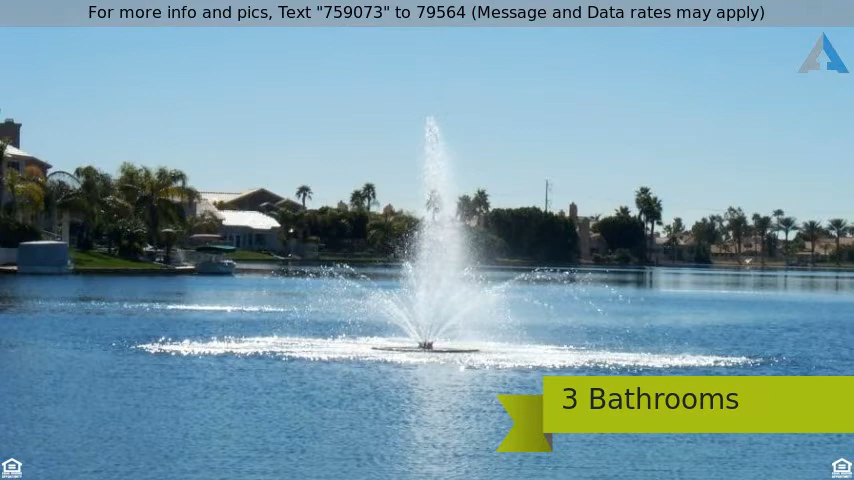 For more info and pics, Text "759073" to 79564 (Message and Data rates may apply)
3 Bathrooms